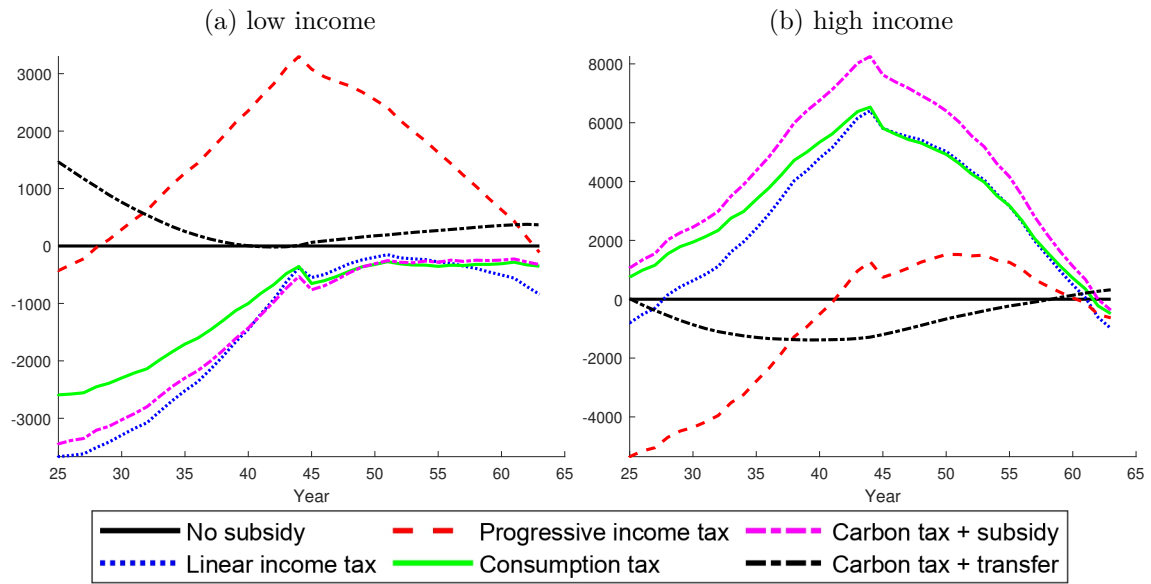 (a) low income
(b) high income
3000
2000
1000
0
-1000
-2000
-3000
25 30 35 40 45 50 55 60 65
Year
8000
6000
4000
2000
0
-2000
-4000
25 30 35 40 45 50 55 60 65
Year
No subsidy
Progressive income tax
Carbon tax + subsidy
Linear income tax
Consumption tax
Carbon tax + transfer